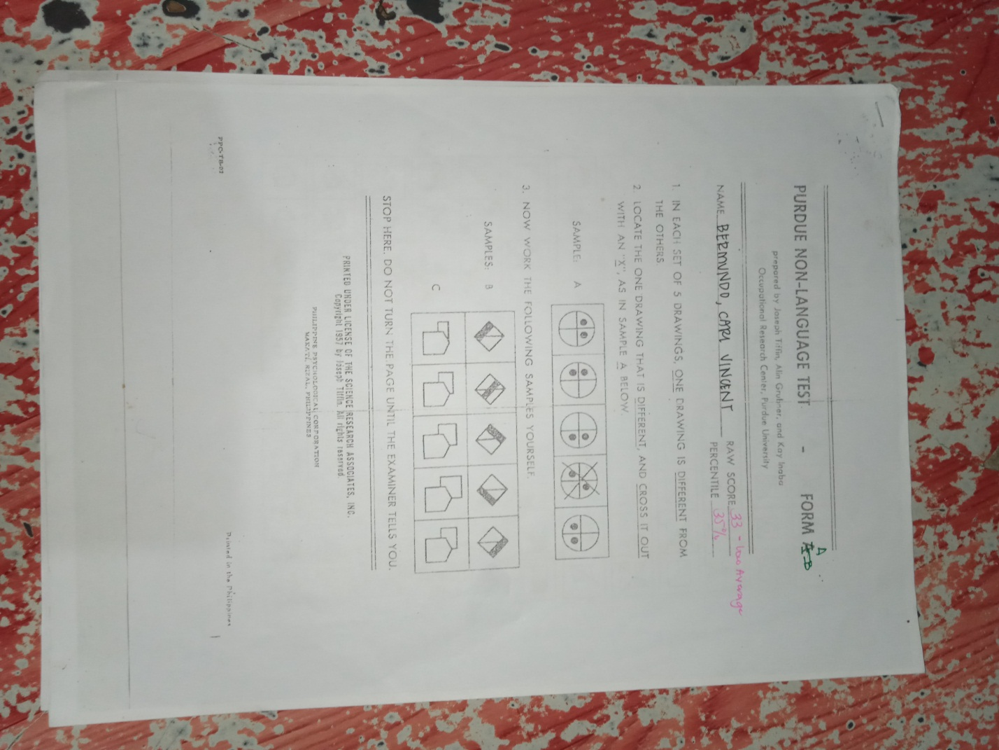 PURDUE NON-LANGUAGE TEST - FORM A-B A
prepared by Joseph Tiffin, Alin Gruhner, and Kay Inaba
Occupational Research Center, Purdue University
NAME BERMUNDO, CARL VINCENT RAW SCORE 33 - Low Average
PERCENTILE 35%
1. IN EACH SET OF 5 DRAWINGS, ONE DRAWING IS DIFFERENT FROM
THE OTHERS.
2. LOCATE THE ONE DRAWING THAT IS DIFFERENT, AND CROSS IT OUT
WITH AN "X", AS IN SAMPLE A BELOW.
SAMPLE: A
3. NOW WORK THE FOLLOWING SAMPLES YOURSELF.
SAMPLES: B
C
STOP HERE. DO NOT TURN THE PAGE UNTIL THE EXAMINER TELLS YOU.
PRINTED UNDER LICENSE OF THE SCIENCE RESEARCH ASSOCIATES, INC.
Copyright 1957 by Joseph Tiffin. All rights reserved.
PHILIPPINE PSYCHOLOGICAL CORPORATION
MAKATI, RIZAL, PHILIPPINES
PPC-TB-02
Printed in the Philippines